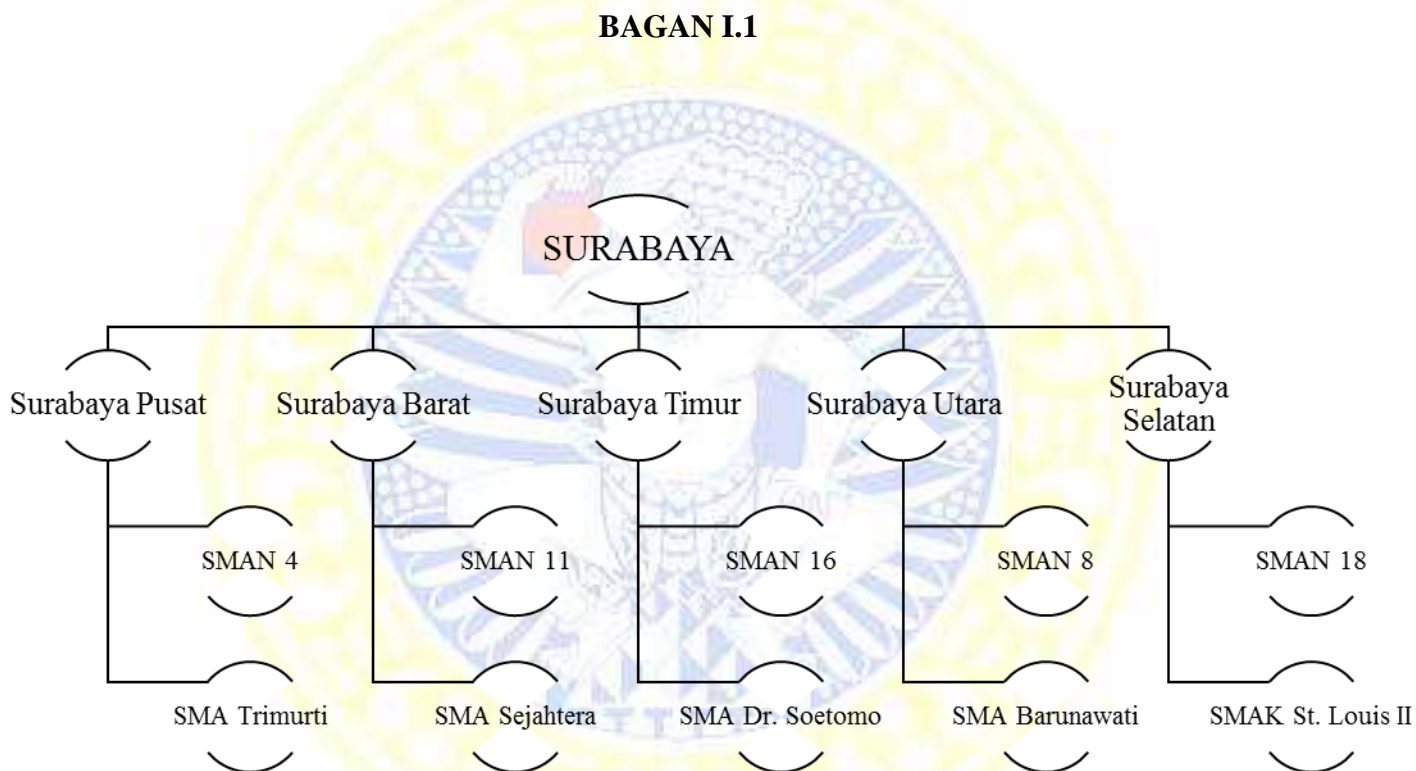 BAGAN I.1
SURABAYA
Surabaya Pusat
Surabaya Barat
Surabaya Timur
Surabaya Utara
Surabaya
Selatan
SMAN 4
SMAN 11
SMAN 16
SMAN 8
SMAN 18
SMA Trimurti
SMA Sejahtera
SMA Dr. Soetomo
SMA Barunawati
SMAK St. Louis II